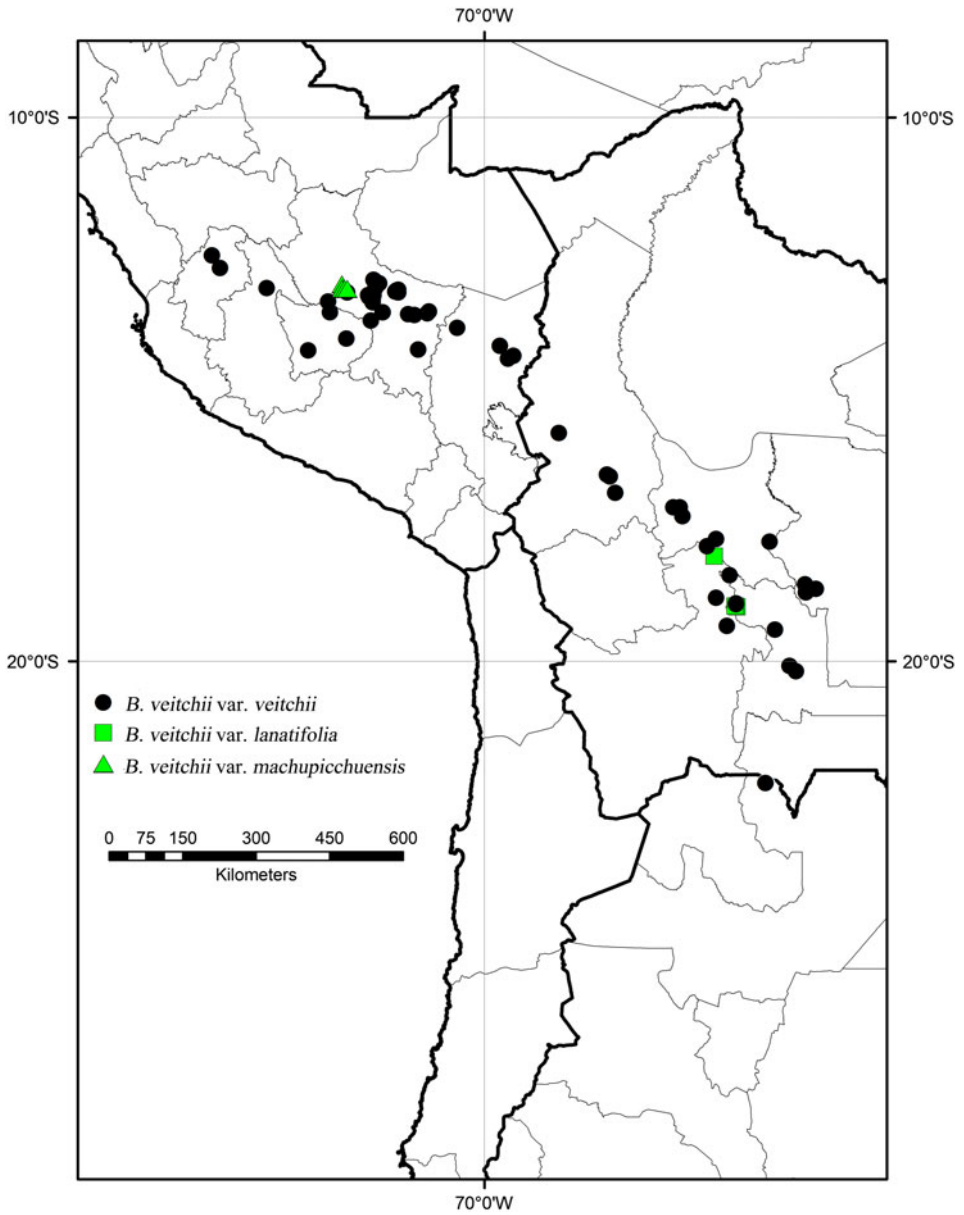 70°0'W
10°0'S 10°0'S
20°0'S 20°0'S
B. veitchii var. veitchii
B. veitchii var. lanatifolia
B. veitchii var. machupicchuensis
0 75 150 300 450 600
Kilometers
70°0'W